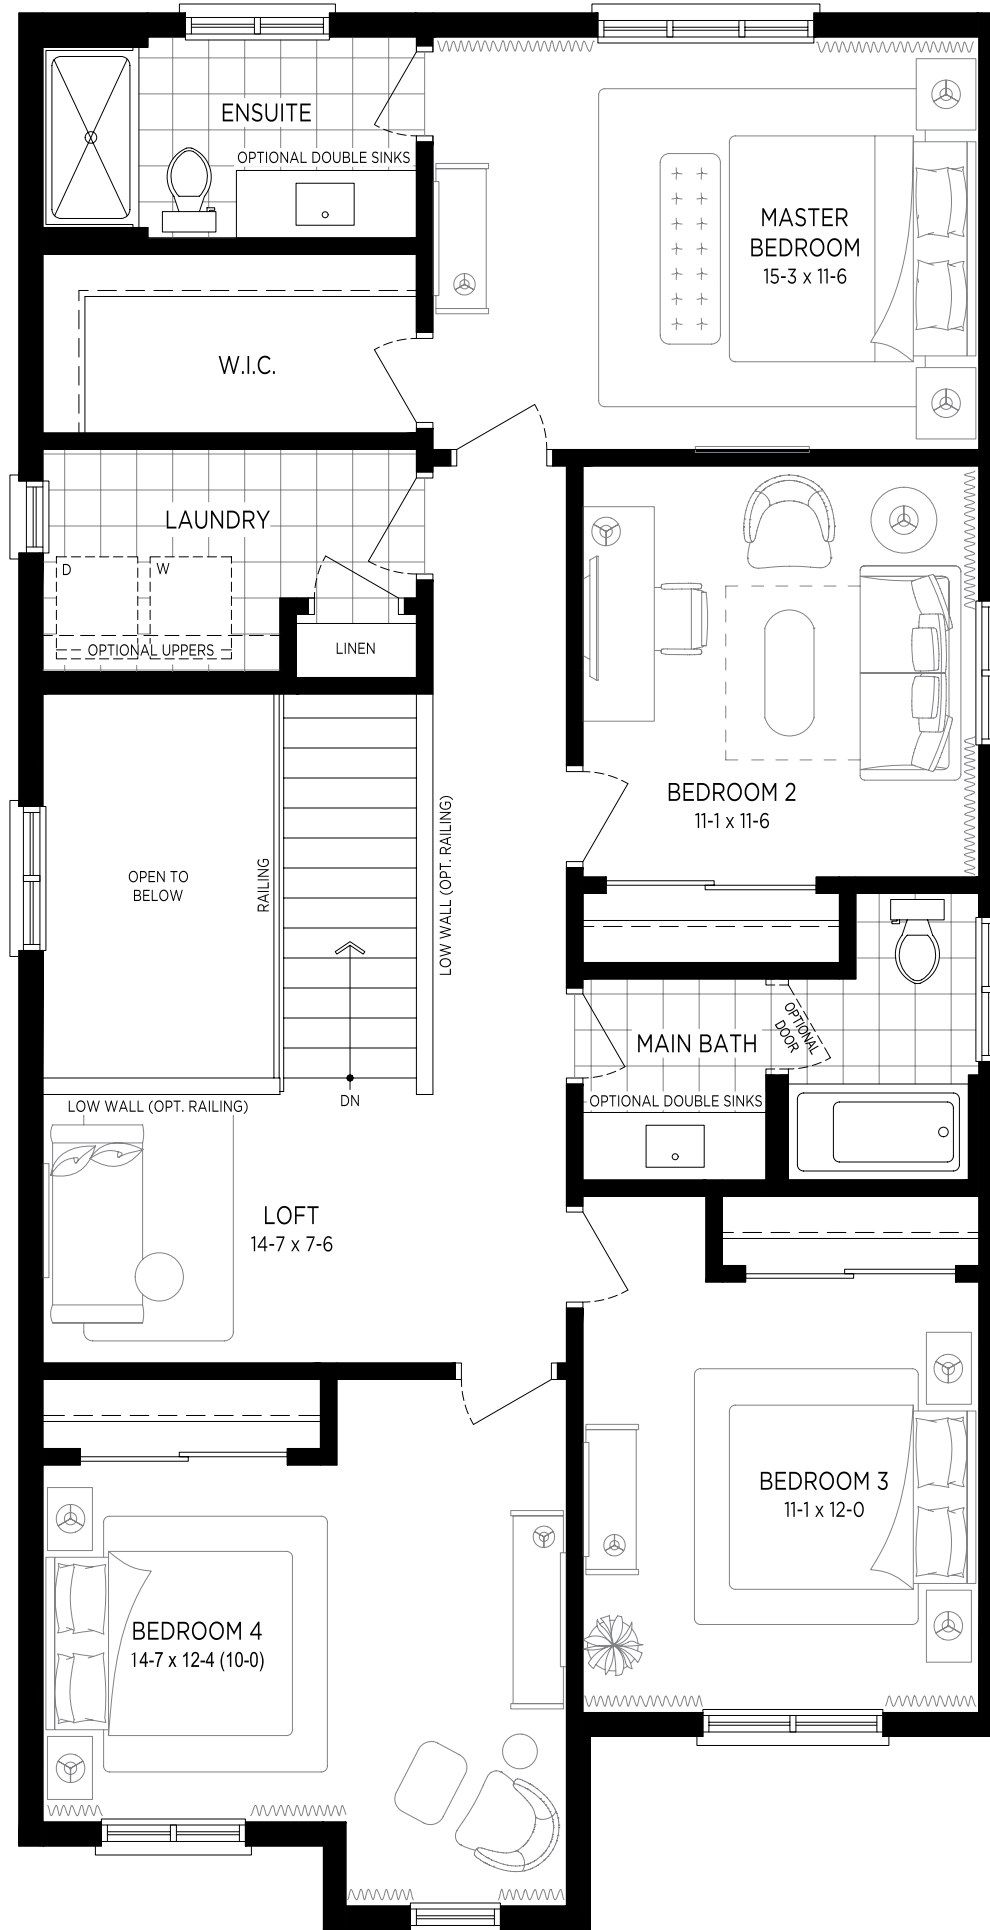 ENSUITE
OPTIONAL DOUBLE SINKS
MASTER
BEDROOM
15-3 x 11-6
W.I.C.
LAUNDRY
D
W
OPTIONAL UPPERS
LINEN
BEDROOM 2
11-1 x 11-6
OPEN TO
BELOW
RAILING
LOW WALL (OPT. RAILING)
DN
LOW WALL (OPT. RAILING)
MAIN BATH
OPTIONAL
DOOR
OPTIONAL DOUBLE SINKS
LOFT
14-7 x 7-6
BEDROOM 3
11-1 x 12-0
BEDROOM 4
14-7 x 12-4 (10-0)